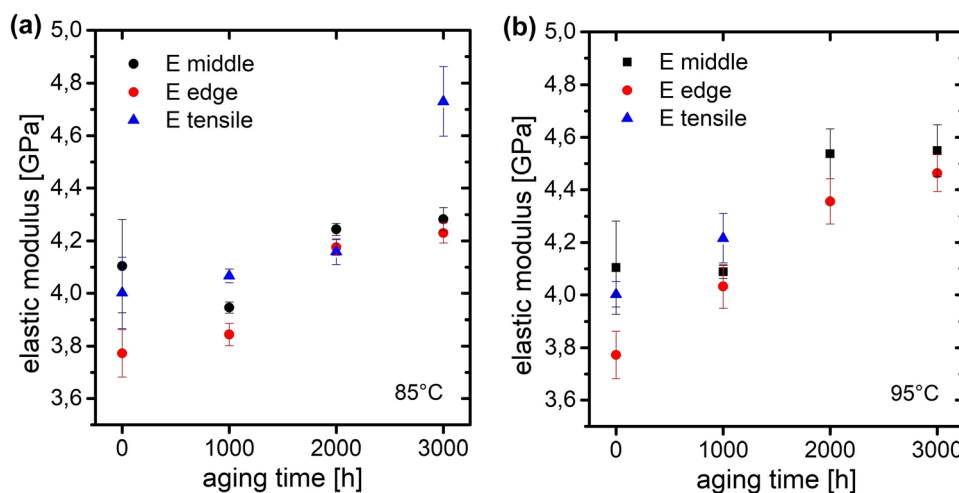 (a)
5,0
4,8
4,6
4,4
4,2
4,0
3,8
3,6
elastic modulus [GPa]
E middle
E edge
E tensile
85°C
0 1000 2000 3000
aging time [h]
(b)
5,0
4,8
4,6
4,4
4,2
4,0
3,8
3,6
elastic modulus [GPa]
E middle
E edge
E tensile
95°C
0 1000 2000 3000
aging time [h]